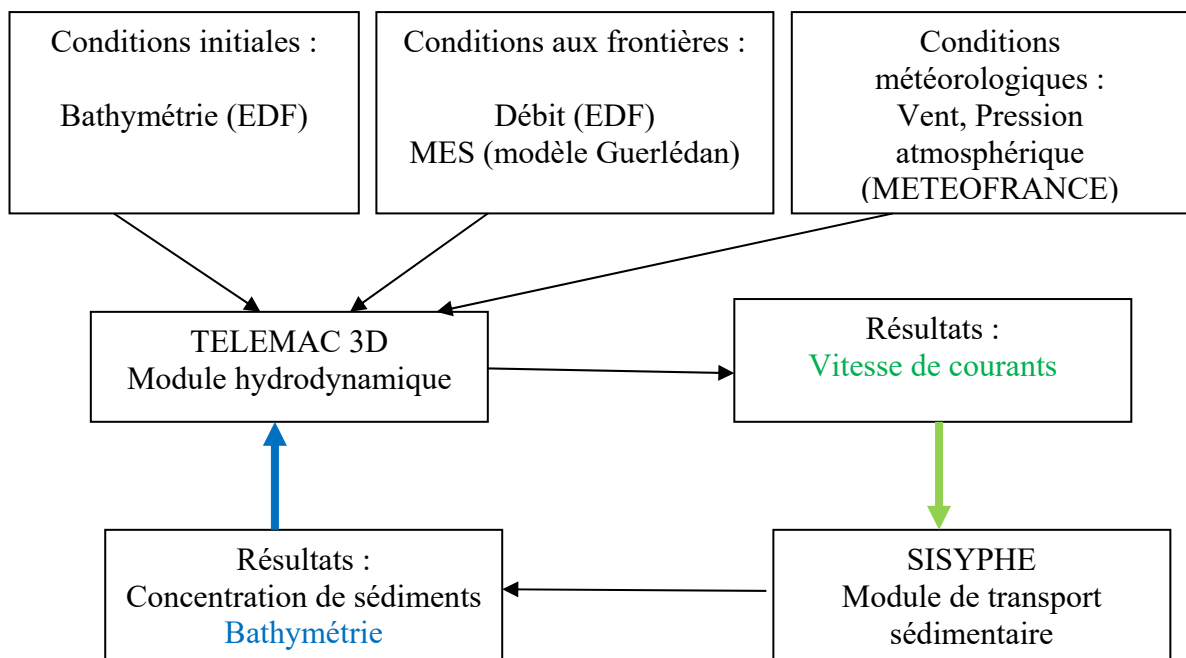 Conditions initiales :
Bathymétrie (EDF)
Conditions aux frontières :
Débit (EDF)
MES (modèle Guerlédan)
Conditions
météorologiques :
Vent, Pression
atmosphérique
(METEOFRANCE)
TELEMAC 3D
Module hydrodynamique
Résultats :
Vitesse de courants
Résultats :
Concentration de sédiments
Bathymétrie
SISYPHE
Module de transport
sédimentaire